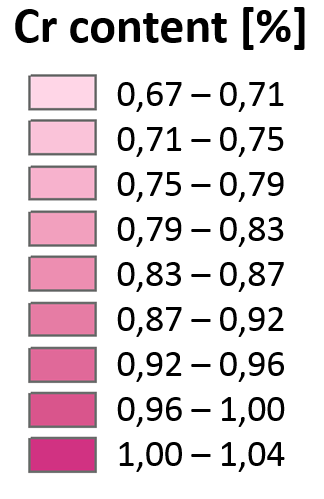 Cr content [%]
0,67 – 0,71
0,71 – 0,75
0,75 – 0,79
0,79 – 0,83
0,83 – 0,87
0,87 – 0,92
0,92 – 0,96
0,96 – 1,00
1,00 – 1,04